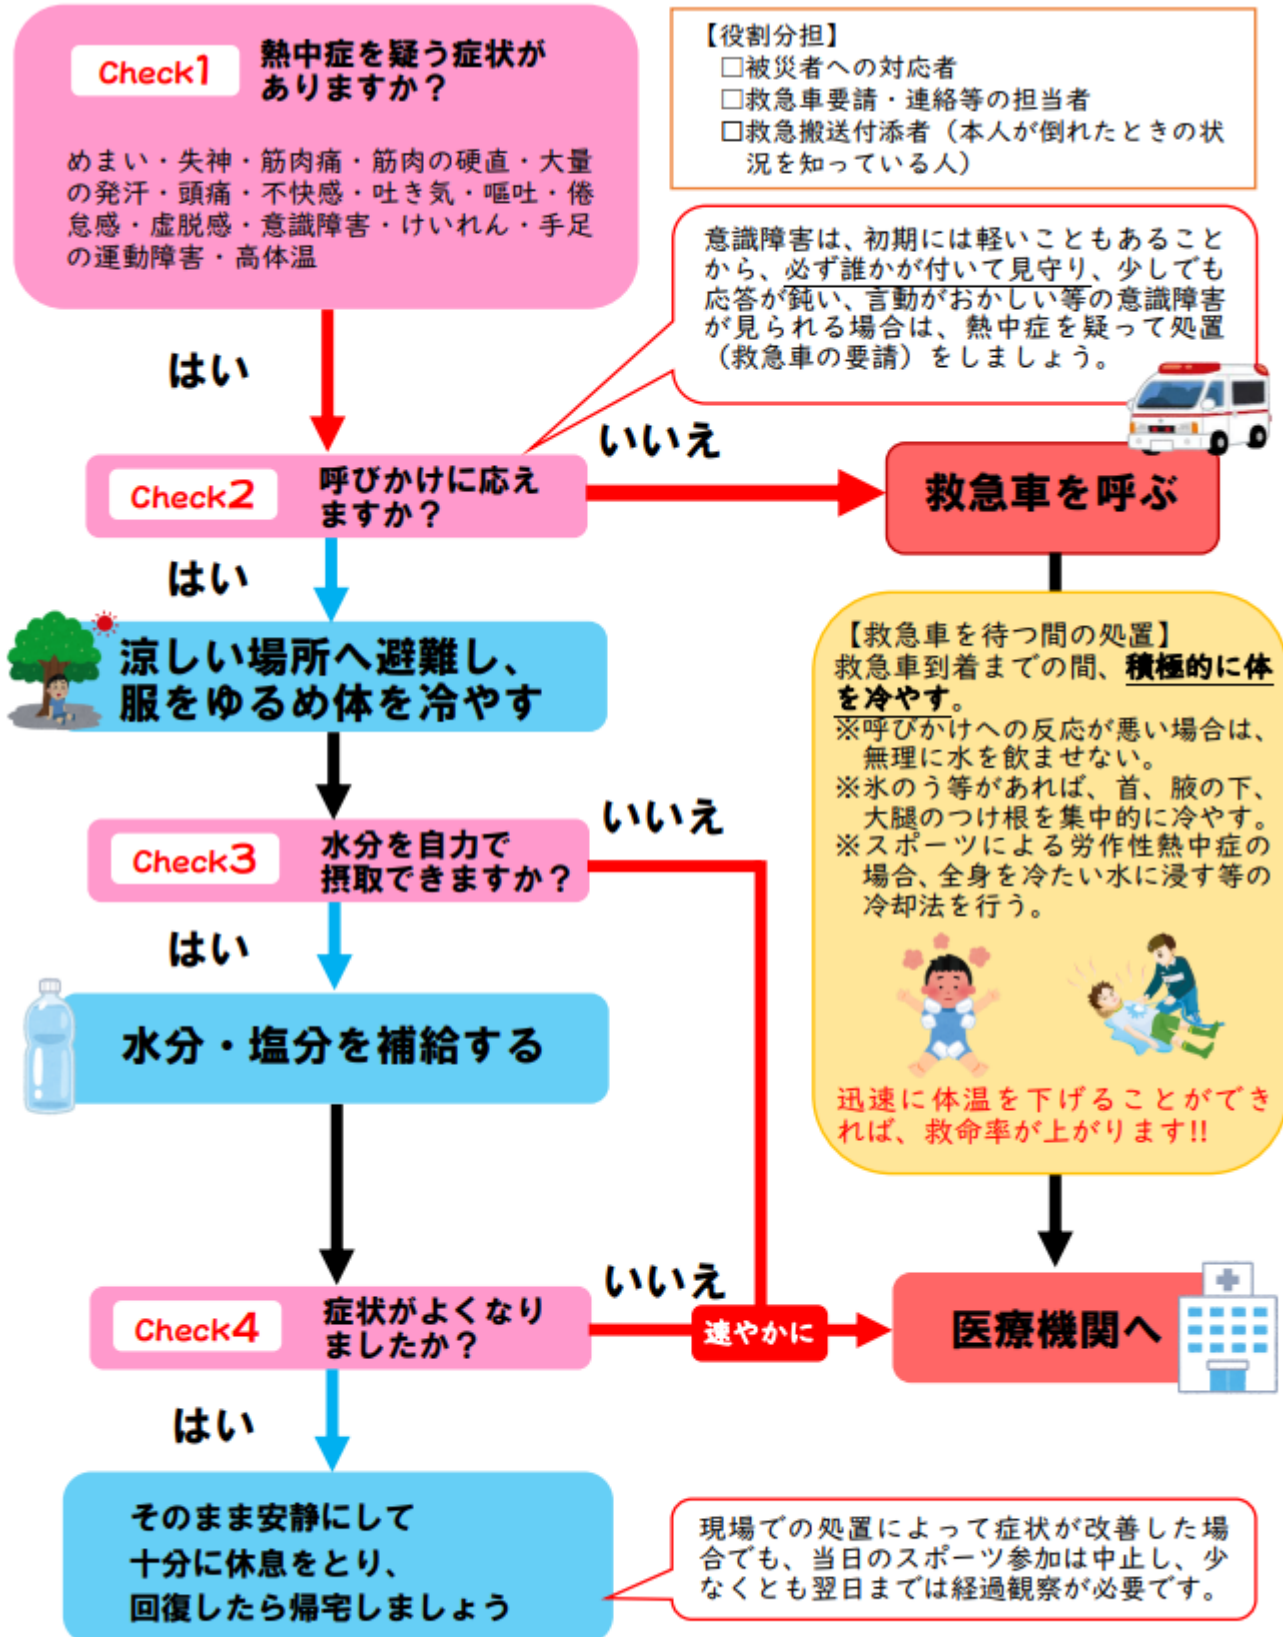 Check1
熱中症を疑う症状が
ありますか？
めまい・失神・筋肉痛・筋肉の硬直・大量
の発汗・頭痛・不快感・吐き気・嘔吐・倦
怠感・虚脱感・意識障害・けいれん・手足
の運動障害・高体温
【役割分担】
□被災者への対応者
□救急車要請・連絡等の担当者
□救急搬送付添者（本人が倒れたときの状
況を知っている人）
意識障害は、初期には軽いこともあること
から、必ず誰かが付いて見守り、少しでも
応答が鈍い、言動がおかしい等の意識障害
が見られる場合は、熱中症を疑って処置
（救急車の要請）をしましょう。
はい
Check2
呼びかけに応え
ますか？
いいえ
救急車を呼ぶ
はい
涼しい場所へ避難し、
服をゆるめ体を冷やす
【救急車を待つ間の処置】
救急車到着までの間、積極的に体
を冷やす。
※呼びかけへの反応が悪い場合は、
無理に水を飲ませない。
※氷のう等があれば、首、腋の下、
大腿のつけ根を集中的に冷やす。
※スポーツによる労作性熱中症の
場合、全身を冷たい水に浸す等の
冷却法を行う。
迅速に体温を下げることができ
れば、救命率が上がります!!
Check3
水分を自力で
摂取できますか？
いいえ
はい
水分・塩分を補給する
Check4
症状がよくなり
ましたか？
いいえ
速やかに
医療機関へ
はい
そのまま安静にして
十分に休息をとり、
回復したら帰宅しましょう
現場での処置によって症状が改善した場
合でも、当日のスポーツ参加は中止し、少
なくとも翌日までは経過観察が必要です。